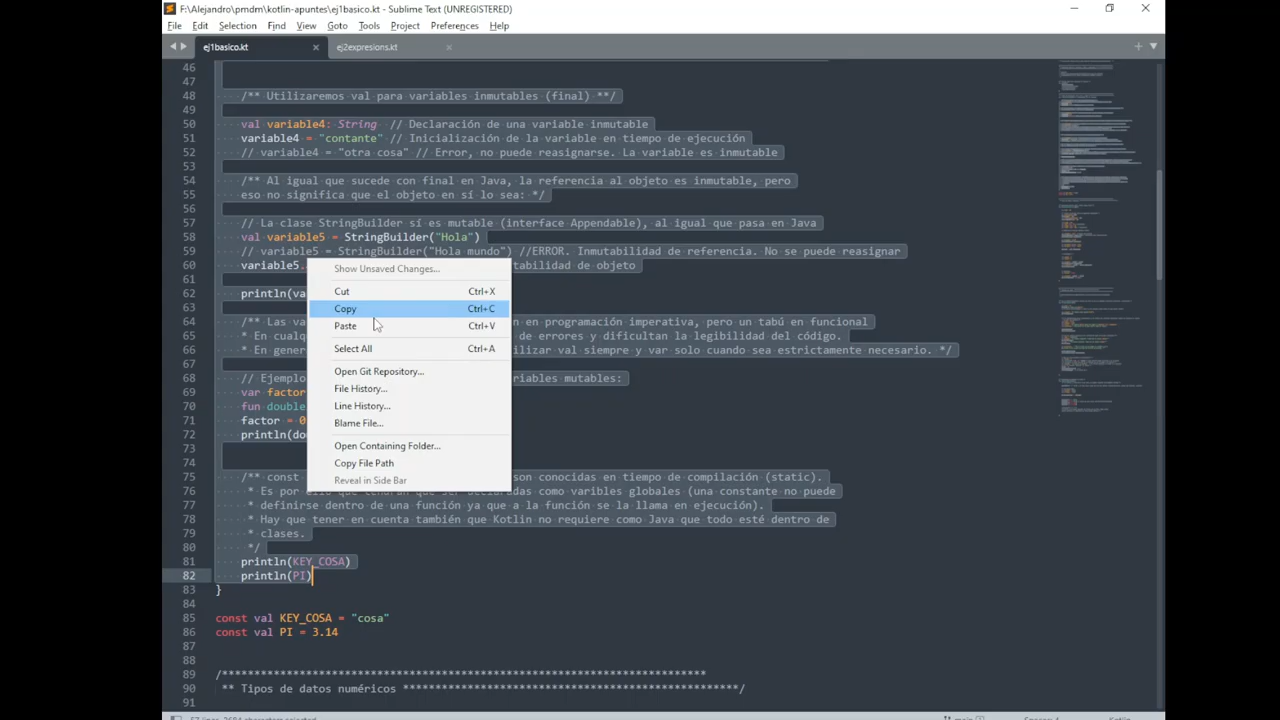 F:\Alejandro\pmdm\kotlin-apuntes\ej1basico.kt - Sublime Text (UNREGISTERED)
File Edit Selection Find View Goto Tools Project Preferences Help
ej1basico.kt ej2expresions.kt
46
47
48 /** Utilizaremos val para variables inmutables (final) **/
49
50 val variable4: String // Declaración de una variable inmutable
51 variable4 = "contante" // Inicialización de la variable en tiempo de ejecución
52 // variable4 = "otra cosa" // Error, no puede reasignarse. La variable es inmutable
53
54 /** Al igual que sucede con final en Java, la referencia al objeto es inmutable, pero
55 eso no significa que el objeto en sí lo sea: */
56
57 // La clase StringBuilder sí es mutable (interface Appendable), al igual que pasa en Java
58 val variable5 = StringBuilder("Hola")
59 // variable5 = StringBuilder("Hola mundo") //ERROR. Inmutabilidad de referencia. No se puede reasignar
60 variable5. tabilidad de objeto
61
62 println(va
63
64 /** Las va en programación imperativa, pero un tabú en funcional
65 * En cualq de errores y dificultan la legibilidad del código.
66 * En gener ilizar val siempre y var solo cuando sea estrictamente necesario. */
67
68 // Ejemplo variables mutables:
69 var factor
70 fun double
71 factor = 0
72 println(do
73
74
75 /** const son conocidas en tiempo de compilación (static).
76 * Es por ello que tendrán que ser declaradas como varibles globales (una constante no puede
77 * definirse dentro de una función ya que a la función se la llama en ejecución).
78 * Hay que tener en cuenta también que Kotlin no requiere como Java que todo esté dentro de
79 * clases.
80 */
81 println(KEY_COSA)
82 println(PI)
83 }
84
85 const val KEY_COSA = "cosa"
86 const val PI = 3.14
87
88
89 /***************************************************************************
90 ** Tipos de datos numéricos ****************************************************/
91
Show Unsaved Changes...
Cut Ctrl+X
Copy Ctrl+C
Paste Ctrl+V
Select All Ctrl+A
Open Git Repository...
File History...
Line History...
Blame File...
Open Containing Folder...
Copy File Path
Reveal in Side Bar